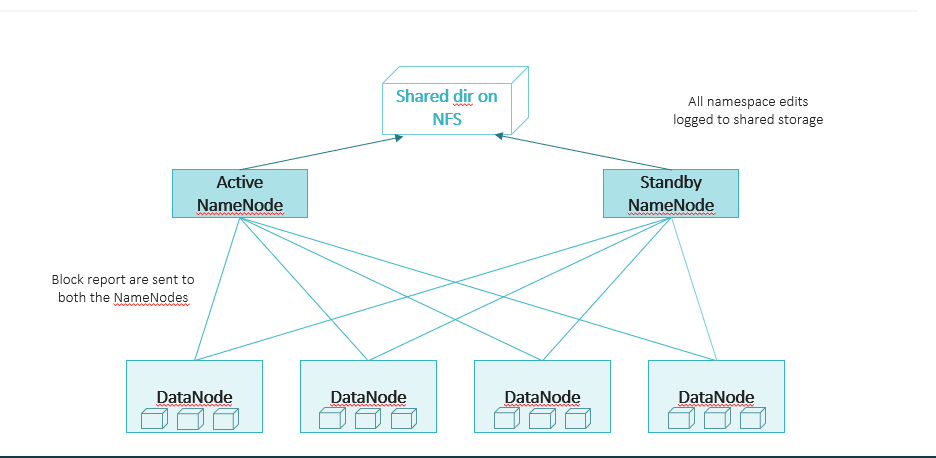 Shared dir on
NFS
All namespace edits
logged to shared storage
Active
NameNode
Standby
NameNode
Block report are sent to
both the NameNodes
DataNode
DataNode
DataNode
DataNode